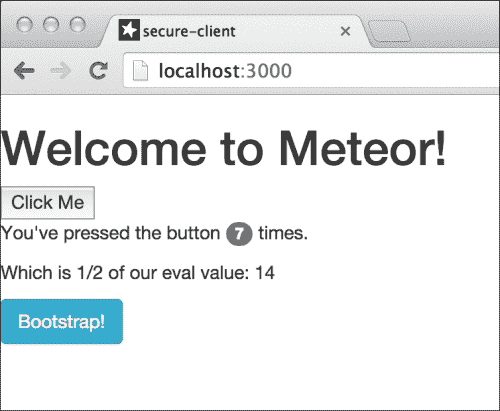 secure-client
localhost:3000
Welcome to Meteor!
Click Me
You've pressed the button 7 times.
Which is 1/2 of our eval value: 14
Bootstrap!